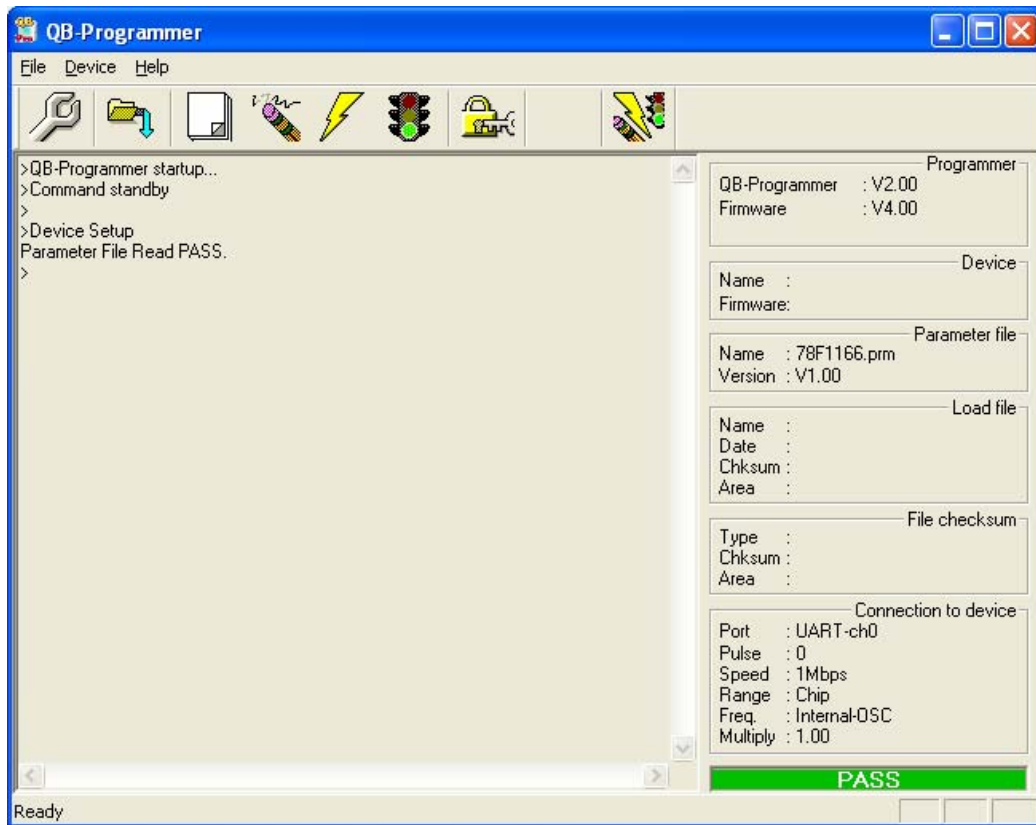 QB-Programmer
File Device Help
>QB-Programmer startup...
>Command standby
>
>Device Setup
Parameter File Read PASS.
>
Programmer
QB-Programmer : V2.00
Firmware : V4.00
Device
Name :
Firmware:
Parameter file
Name : 78F1166.prm
Version : V1.00
Load file
Name :
Date :
Chksum :
Area :
File checksum
Type :
Chksum :
Area :
Connection to device
Port : UART-ch0
Pulse : 0
Speed : 1Mbps
Range : Chip
Freq. : Internal-OSC
Multiply : 1.00
PASS
Ready